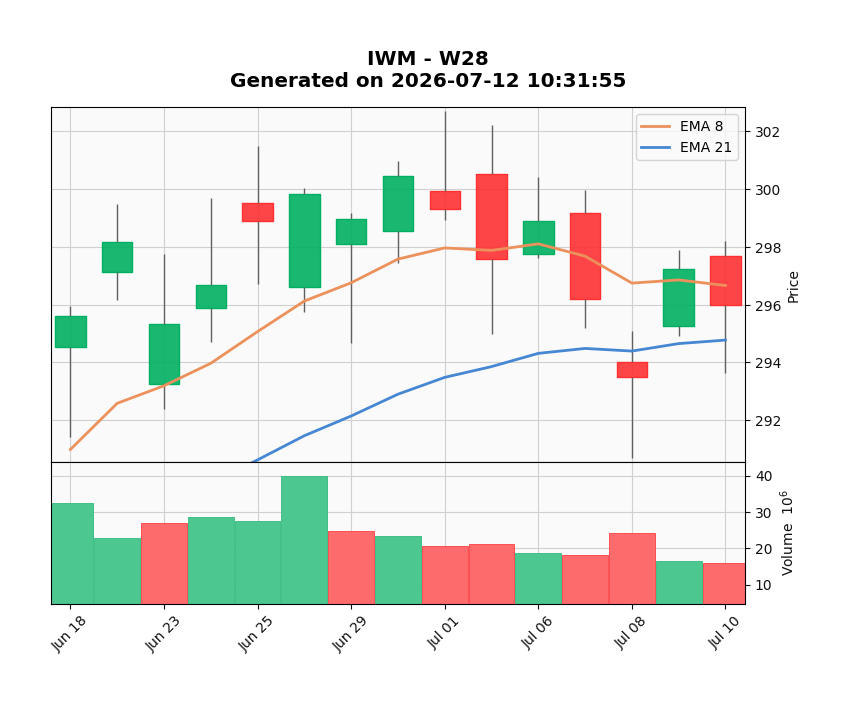 IWM - W28
Generated on 2026-07-12 10:31:55
EMA 8
EMA 21
302
300
298
296
294
292
Price
40
30
20
10
Volume 10⁶
Jun 18
Jun 23
Jun 25
Jun 29
Jul 01
Jul 06
Jul 08
Jul 10